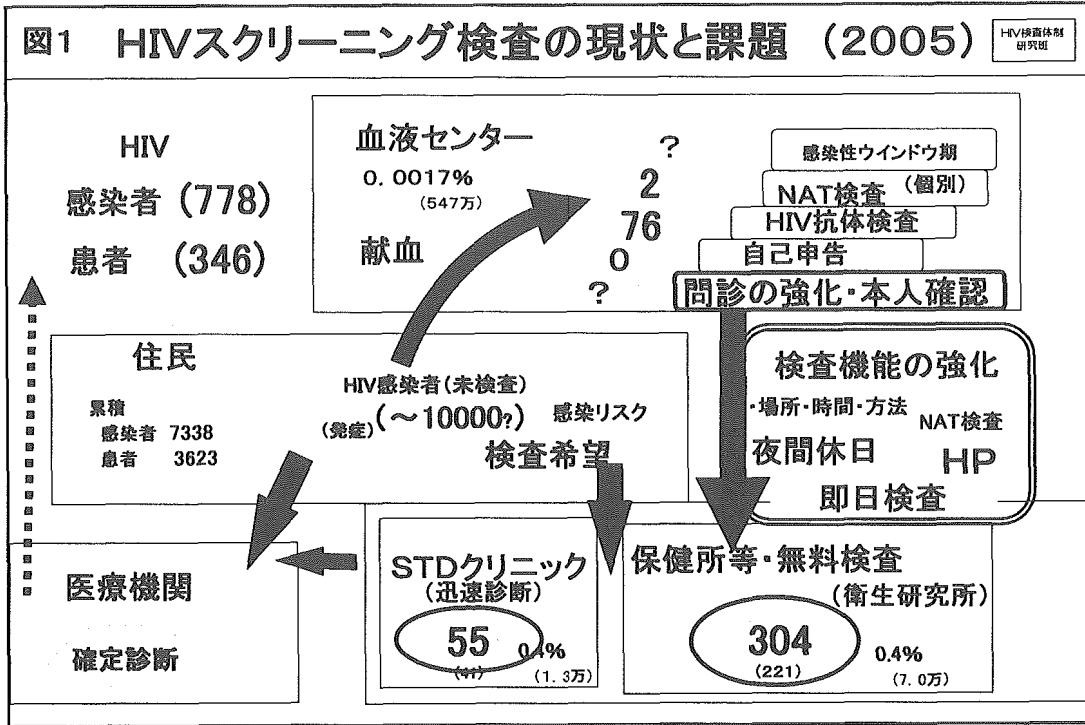 図1 HIVスクリーニング検査の現状と課題 (2005)
HIV検査体制
研究班
HIV
感染者 (778)
患者 (346)
血液センター
0.0017%
(547万)
献血
?
2
76
0
?
感染性ウインドウ期
NAT検査 (個別)
HIV抗体検査
自己申告
問診の強化・本人確認
住民
累積
感染者 7338
患者 3623
HIV感染者(未検査)
(発症) (~10000?) 感染リスク
検査希望
検査機能の強化
・場所・時間・方法
NAT検査
夜間休日 HP
即日検査
医療機関
確定診断
STDクリニック
(迅速診断)
55 0.4%
(41) (1.3万)
保健所等・無料検査
(衛生研究所)
304 0.4%
(221) (7.0万)